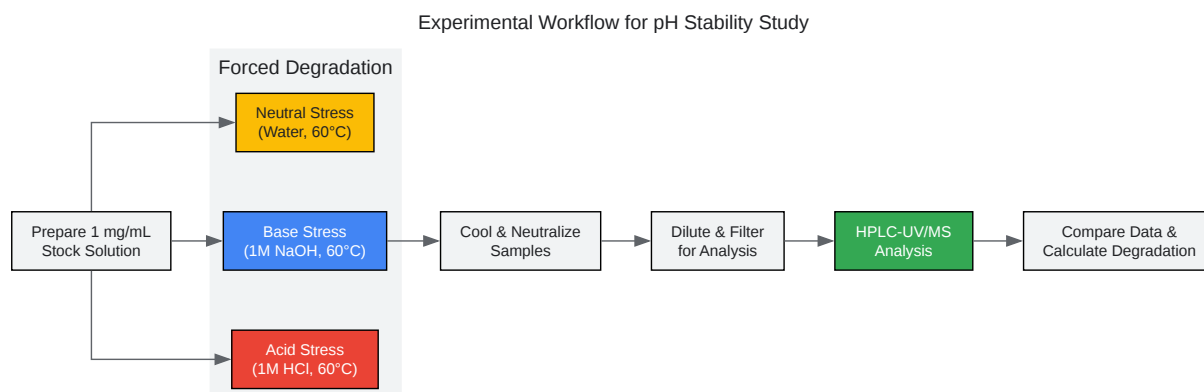 Experimental Workflow for pH Stability Study
Forced Degradation
Neutral Stress
(Water, 60°C)
Prepare 1 mg/mL
Stock Solution
Base Stress
(1M NaOH, 60°C)
Cool & Neutralize
Samples
Dilute & Filter
for Analysis
HPLC-UV/MS
Analysis
Compare Data &
Calculate Degradation
Acid Stress
(1M HCl, 60°C)